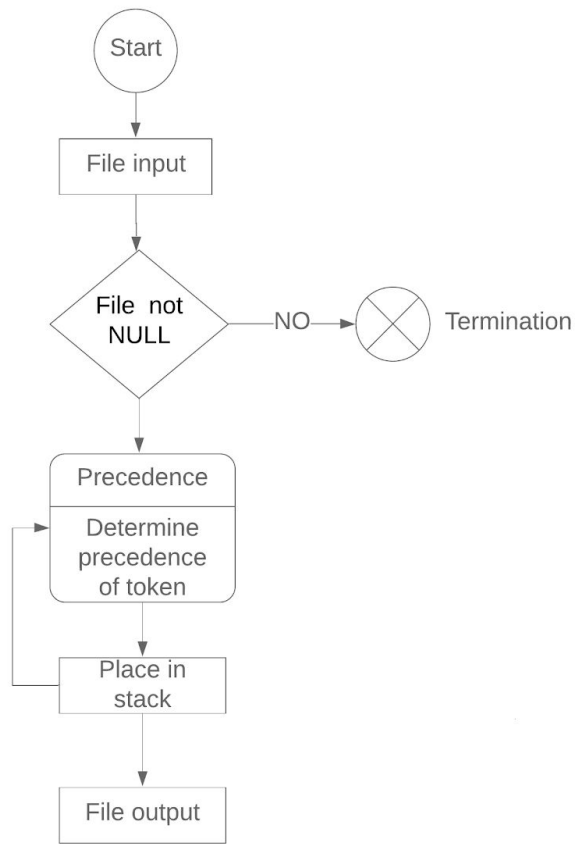 Start
File input
File not
NULL
NO
Termination
Precedence
Determine
precedence
of token
Place in
stack
File output